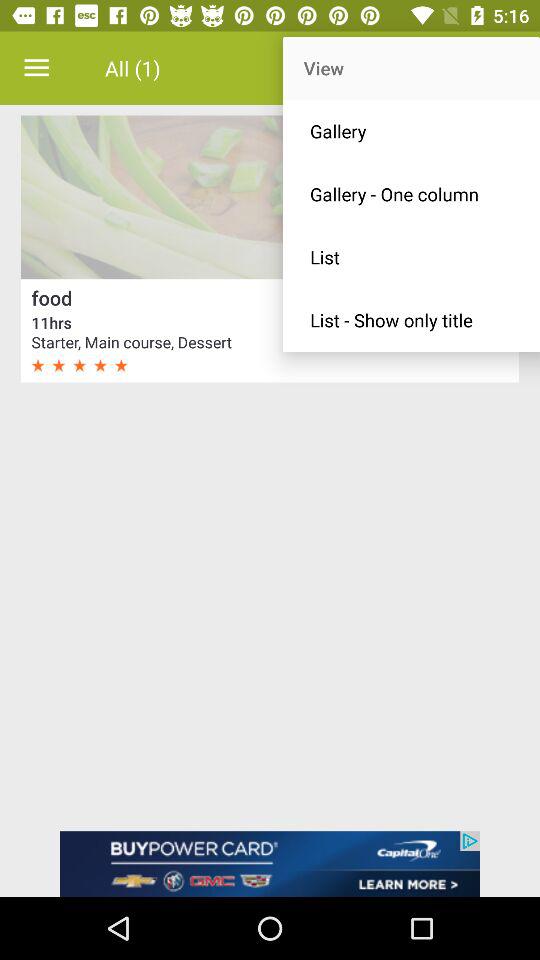 esc 5:16
All (1)
View
Gallery
Gallery - One column
List
List - Show only title
food
11hrs
Starter, Main course, Dessert
BUYPOWER CARD®
Capital One®
GMC
LEARN MORE >